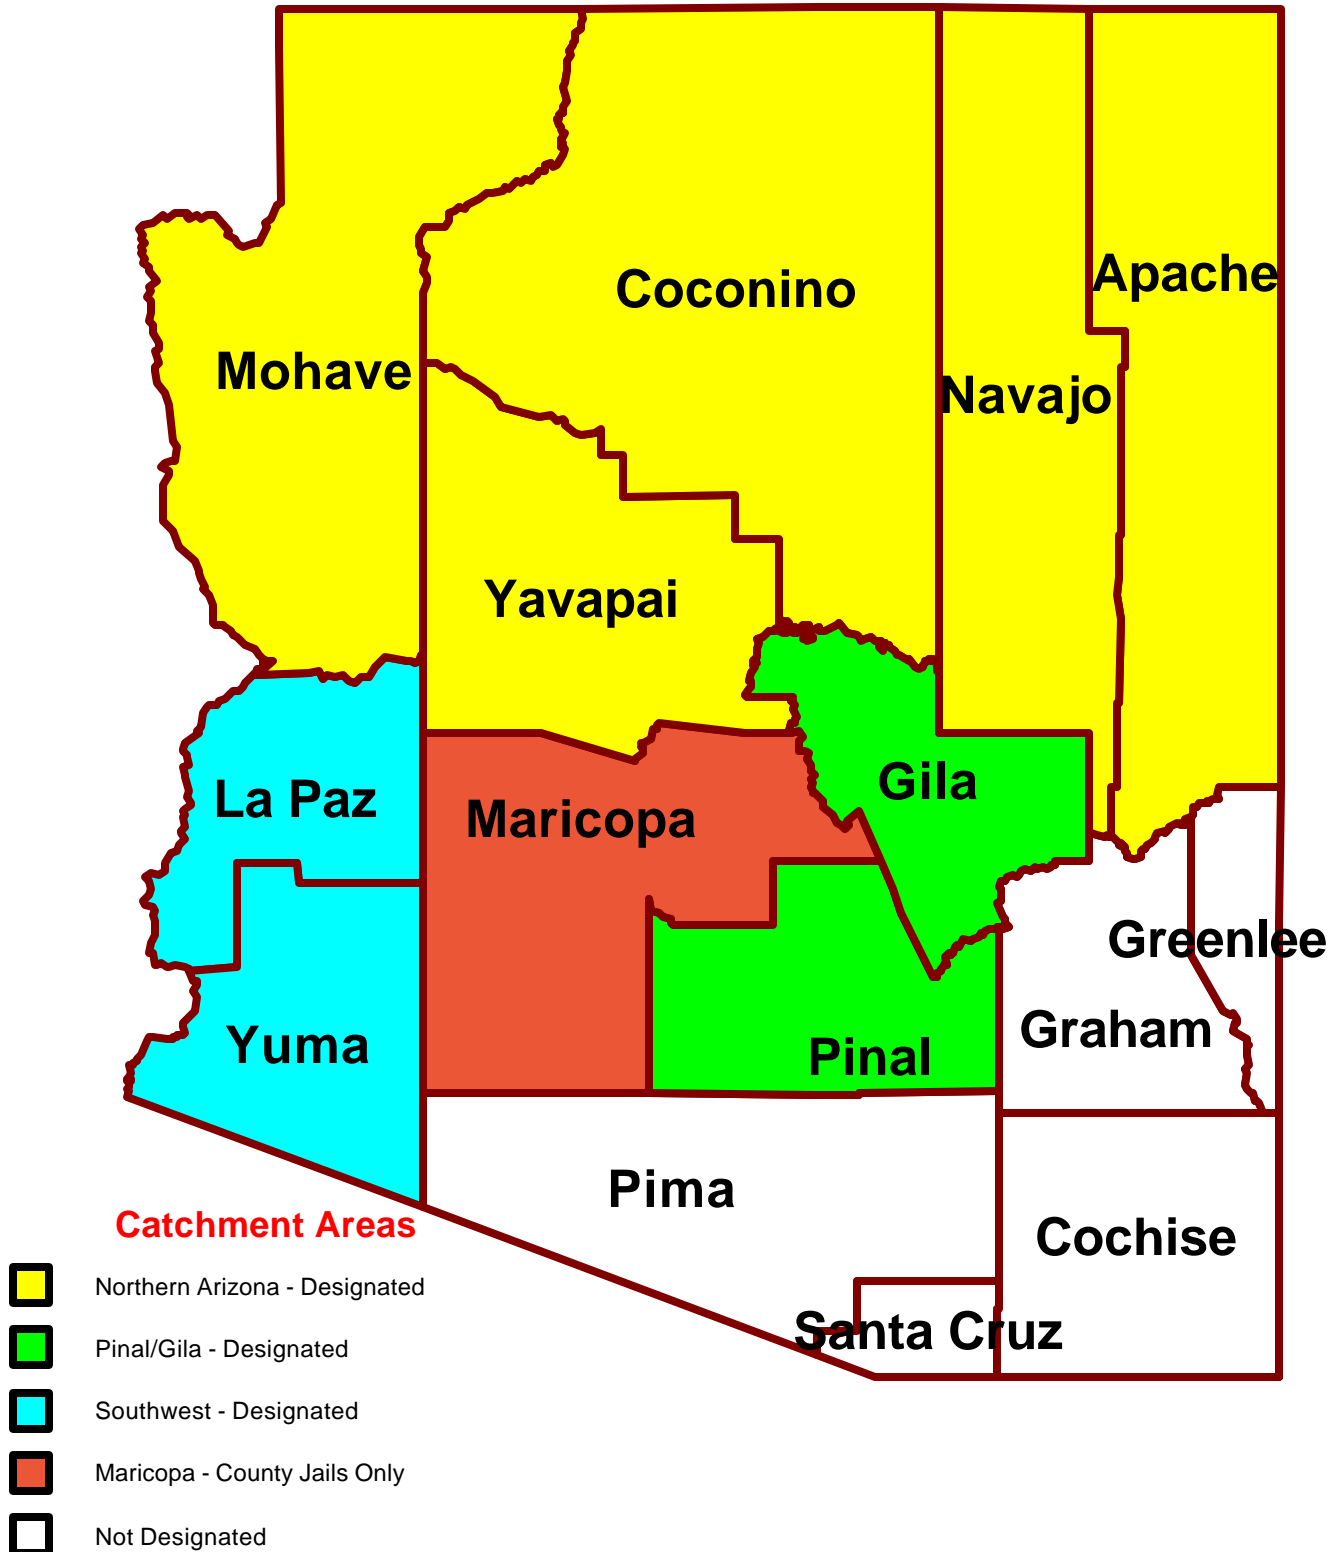 Apache
Coconino
Mohave
Navajo
Yavapai
Gila
La Paz
Maricopa
Greenlee
Graham
Yuma
Pinal
Pima
Cochise
Santa Cruz
Catchment Areas
Northern Arizona - Designated
Pinal/Gila - Designated
Southwest - Designated
Maricopa - County Jails Only
Not Designated